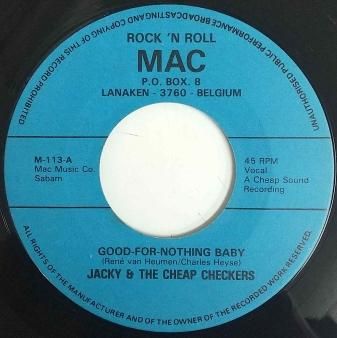 UNAUTHORISED PUBLIC PERFORMANCE BROADCASTING AND COPYING OF THIS RECORD PROHIBITED
ROCK 'N ROLL
MAC
P.O. BOX. 8
LANAKEN - 3760 - BELGIUM
M-113-A
Mac Music Co.
Sabam
45 RPM
Vocal
A Cheap Sound
Recording
GOOD-FOR-NOTHING BABY
(René van Heumen/Charles Heyse)
JACKY & THE CHEAP CHECKERS
ALL RIGHTS OF THE MANUFACTURER AND OF THE OWNER OF THE RECORDED WORK RESERVED.